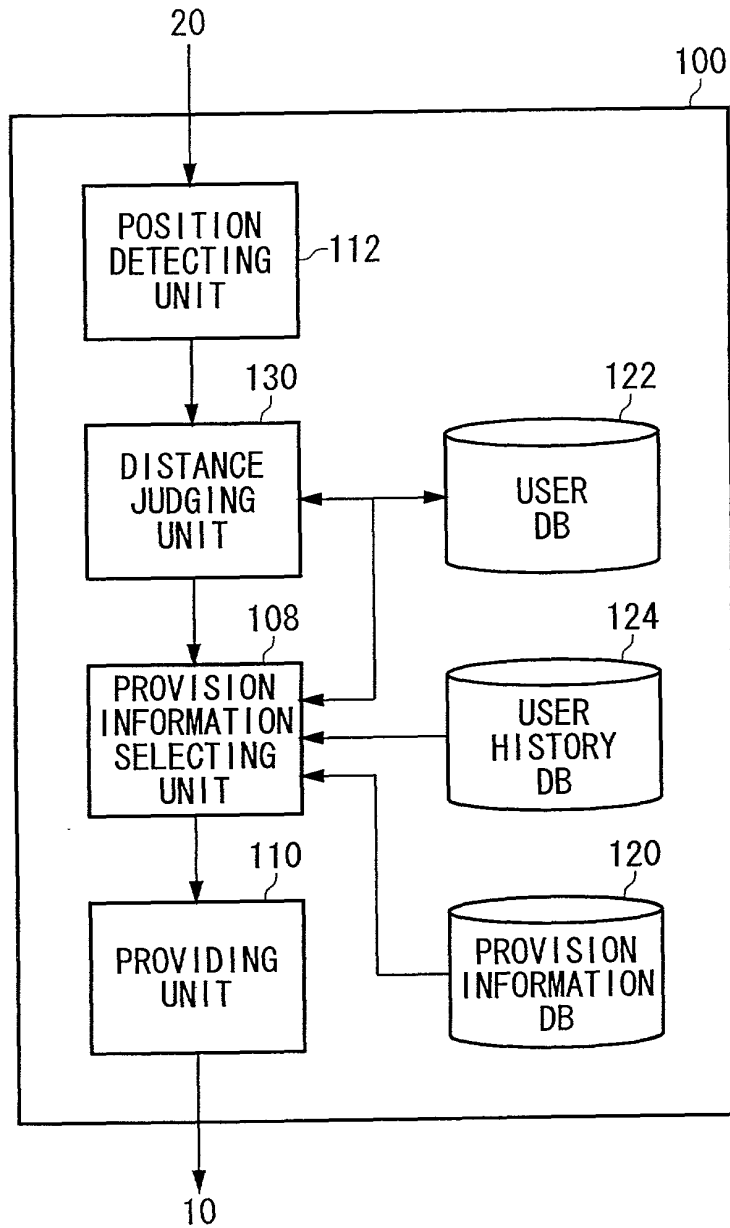 20
100
POSITION
DETECTING
UNIT
112
130
DISTANCE
JUDGING
UNIT
122
USER
DB
108
PROVISION
INFORMATION
SELECTING
UNIT
124
USER
HISTORY
DB
110
PROVIDING
UNIT
120
PROVISION
INFORMATION
DB
10